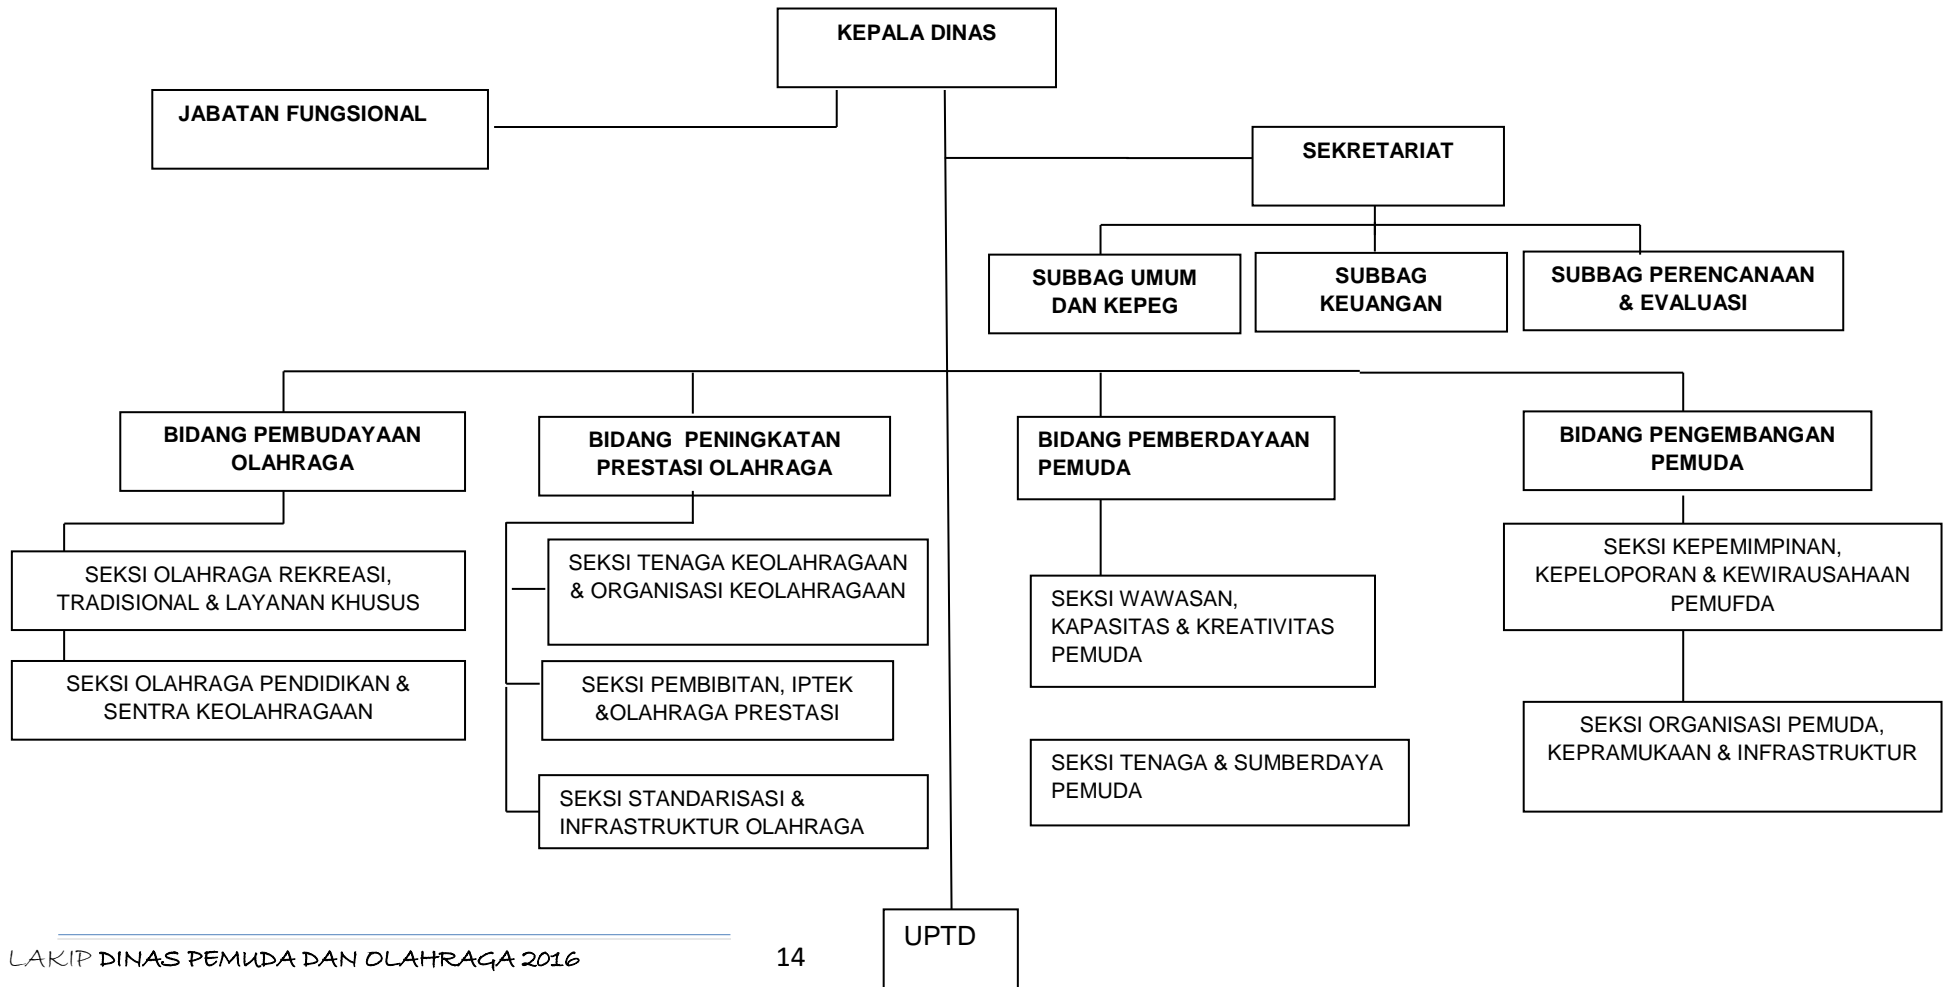 KEPALA DINAS
JABATAN FUNGSIONAL
SEKRETARIAT
SUBBAG UMUM
DAN KEPEG
SUBBAG
KEUANGAN
SUBBAG PERENCANAAN
& EVALUASI
BIDANG PEMBUDAYAAN
OLAHRAGA
BIDANG  PENINGKATAN
PRESTASI OLAHRAGA
BIDANG PEMBERDAYAAN
PEMUDA
BIDANG PENGEMBANGAN
PEMUDA
SEKSI OLAHRAGA REKREASI,
TRADISIONAL & LAYANAN KHUSUS
SEKSI OLAHRAGA PENDIDIKAN &
SENTRA KEOLAHRAGAAN
SEKSI TENAGA KEOLAHRAGAAN
& ORGANISASI KEOLAHRAGAAN
SEKSI PEMBIBITAN, IPTEK
&OLAHRAGA PRESTASI
SEKSI STANDARISASI &
INFRASTRUKTUR OLAHRAGA
SEKSI WAWASAN,
KAPASITAS & KREATIVITAS
PEMUDA
SEKSI TENAGA & SUMBERDAYA
PEMUDA
SEKSI KEPEMIMPINAN,
KEPELOPORAN & KEWIRAUSAHAAN
PEMUFDA
SEKSI ORGANISASI PEMUDA,
KEPRAMUKAAN & INFRASTRUKTUR
UPTD
LAKIP DINAS PEMUDA DAN OLAHRAGA 2016 14